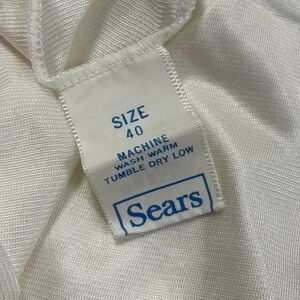 SIZE
40
MACHINE
WASH WARM
TUMBLE DRY LOW
Sears